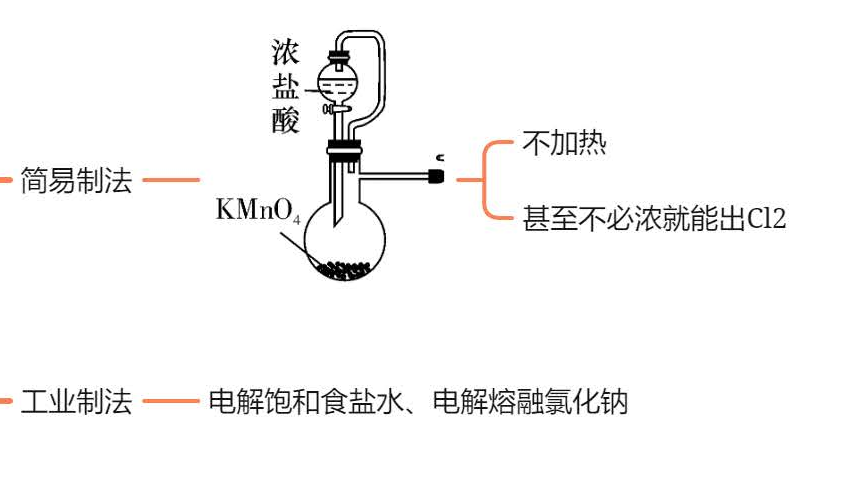 浓盐酸
不加热
简易制法
KMnO4
甚至不必浓就能出Cl2
工业制法
电解饱和食盐水、电解熔融氯化钠